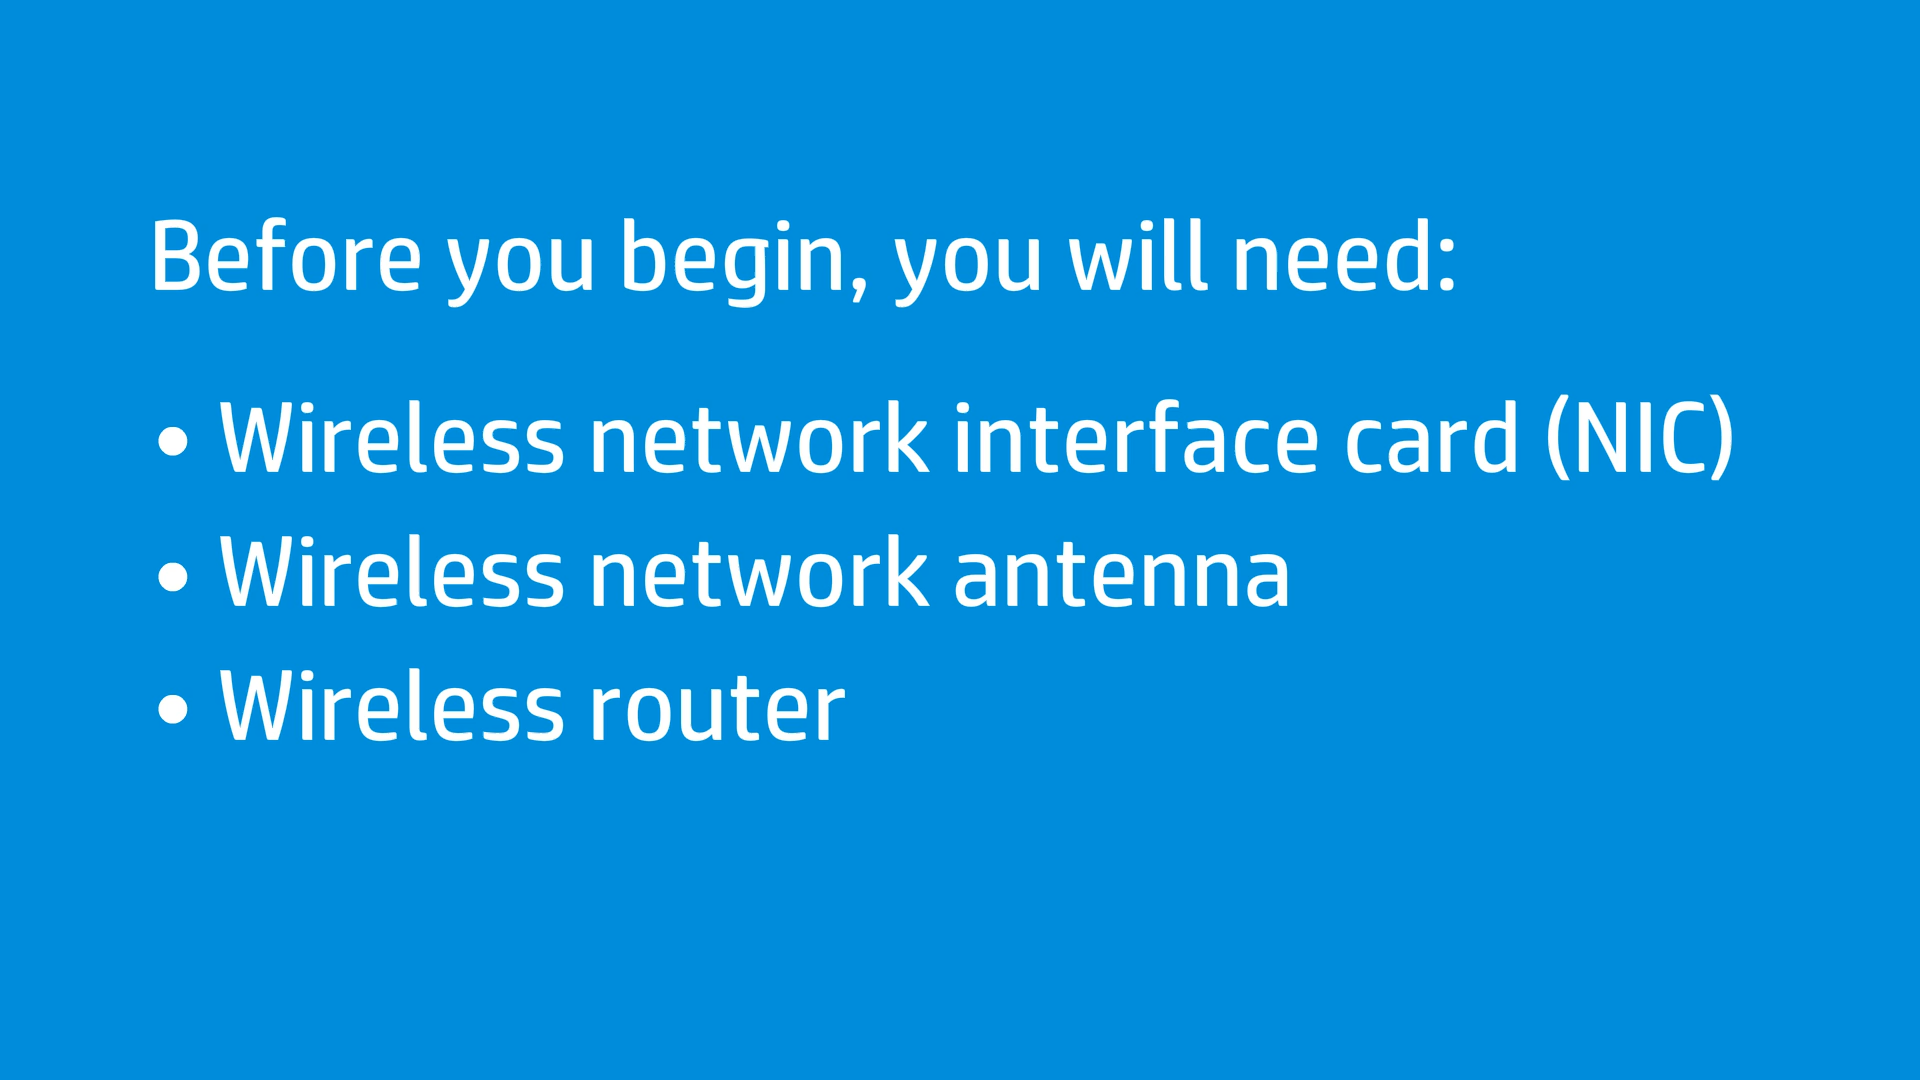 Before you begin, you will need:
• Wireless network interface card (NIC)
• Wireless network antenna
• Wireless router